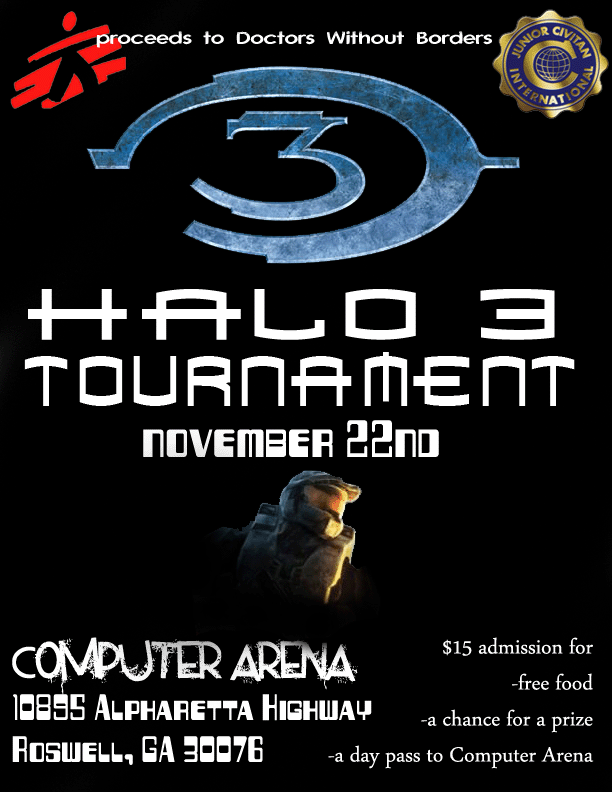 proceeds to Doctors Without Borders
JUNIOR CIVITAN
INTERNATIONAL
3
HALO 3
TOURNAMENT
NOVEMBER 22ND
COMPUTER ARENA
10895 ALPHARETTA HIGHWAY
ROSWELL, GA 30076
$15 admission for
-free food
-a chance for a prize
-a day pass to Computer Arena